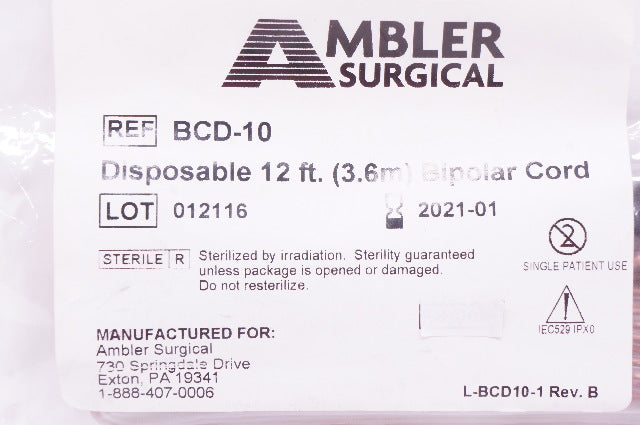 AMBLER
SURGICAL
REF BCD-10
Disposable 12 ft. (3.6m) Bipolar Cord
LOT 012116 2021-01
STERILE R Sterilized by irradiation. Sterility guaranteed
unless package is opened or damaged.
Do not resterilize.
2
SINGLE PATIENT USE
IEC529 IPX0
MANUFACTURED FOR:
Ambler Surgical
730 Springdale Drive
Exton, PA 19341
1-888-407-0006
L-BCD10-1 Rev. B